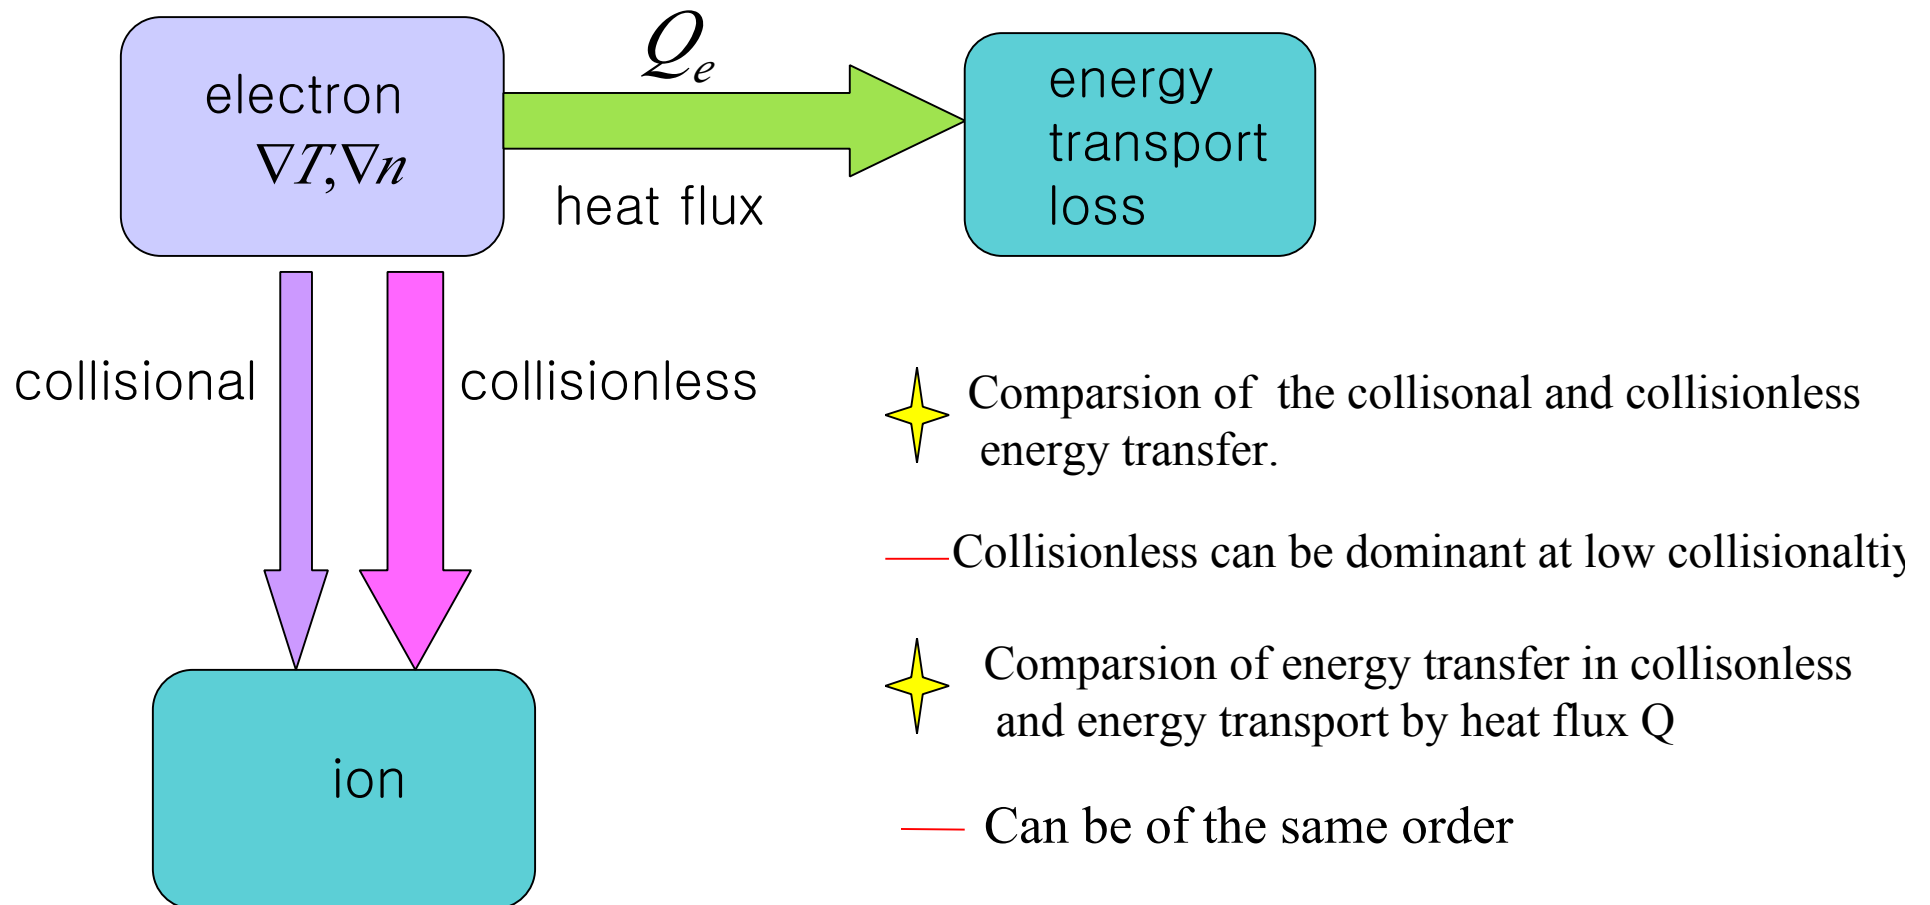 electron
∇T,∇n
Qe
heat flux
energy
transport
loss
collisional
collisionless
ion
Comparsion of the collisonal and collisionless
energy transfer.
Collisionless can be dominant at low collisionaltiy
Comparsion of energy transfer in collisonless
and energy transport by heat flux Q
Can be of the same order